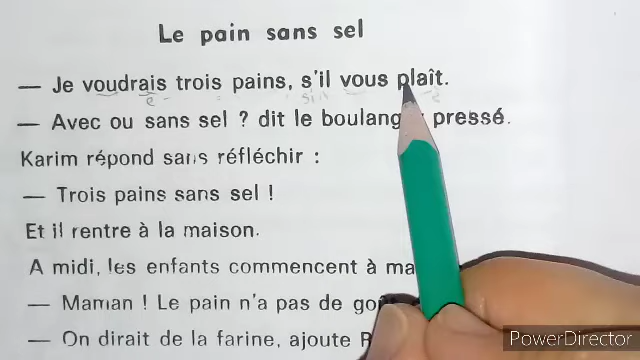 Le pain sans sel
— Je voudrais trois pains, s'il vous plaît.
— Avec ou sans sel ? dit le boulang pressé.
Karim répond sans réfléchir :
— Trois pains sans sel !
Et il rentre à la maison.
A midi, les enfants commencent à ma
— Maman ! Le pain n'a pas de goû
— On dirait de la farine, ajoute R
PowerDirector